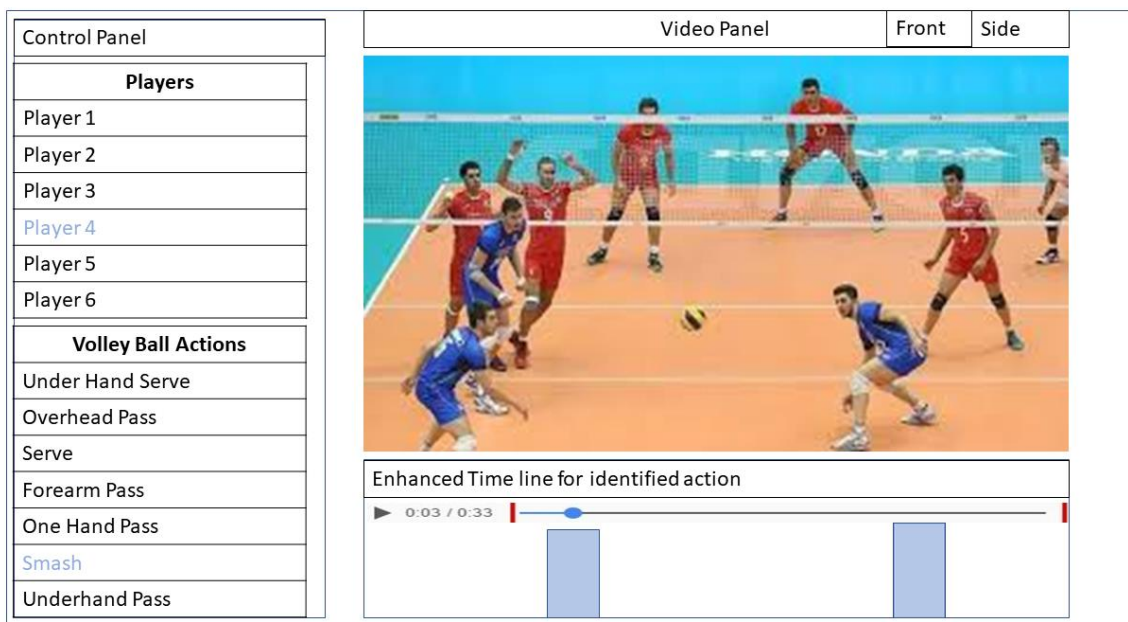 Control Panel
Players
Player 1
Player 2
Player 3
Player 4
Player 5
Player 6
Volley Ball Actions
Under Hand Serve
Overhead Pass
Serve
Forearm Pass
One Hand Pass
Smash
Underhand Pass
Video Panel
Front
Side
Enhanced Time line for identified action
0:03 / 0:33